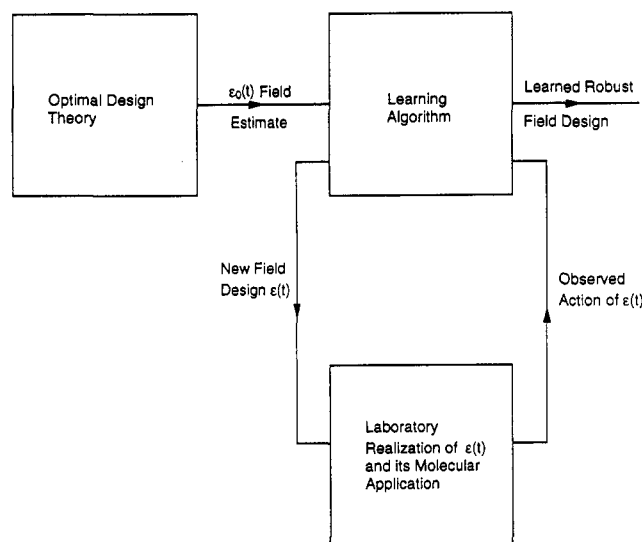 Optimal Design
Theory
ε₀(t) Field
Estimate
Learning
Algorithm
Learned Robust
Field Design
New Field
Design ε(t)
Observed
Action of ε(t)
Laboratory
Realization of ε(t)
and its Molecular
Application